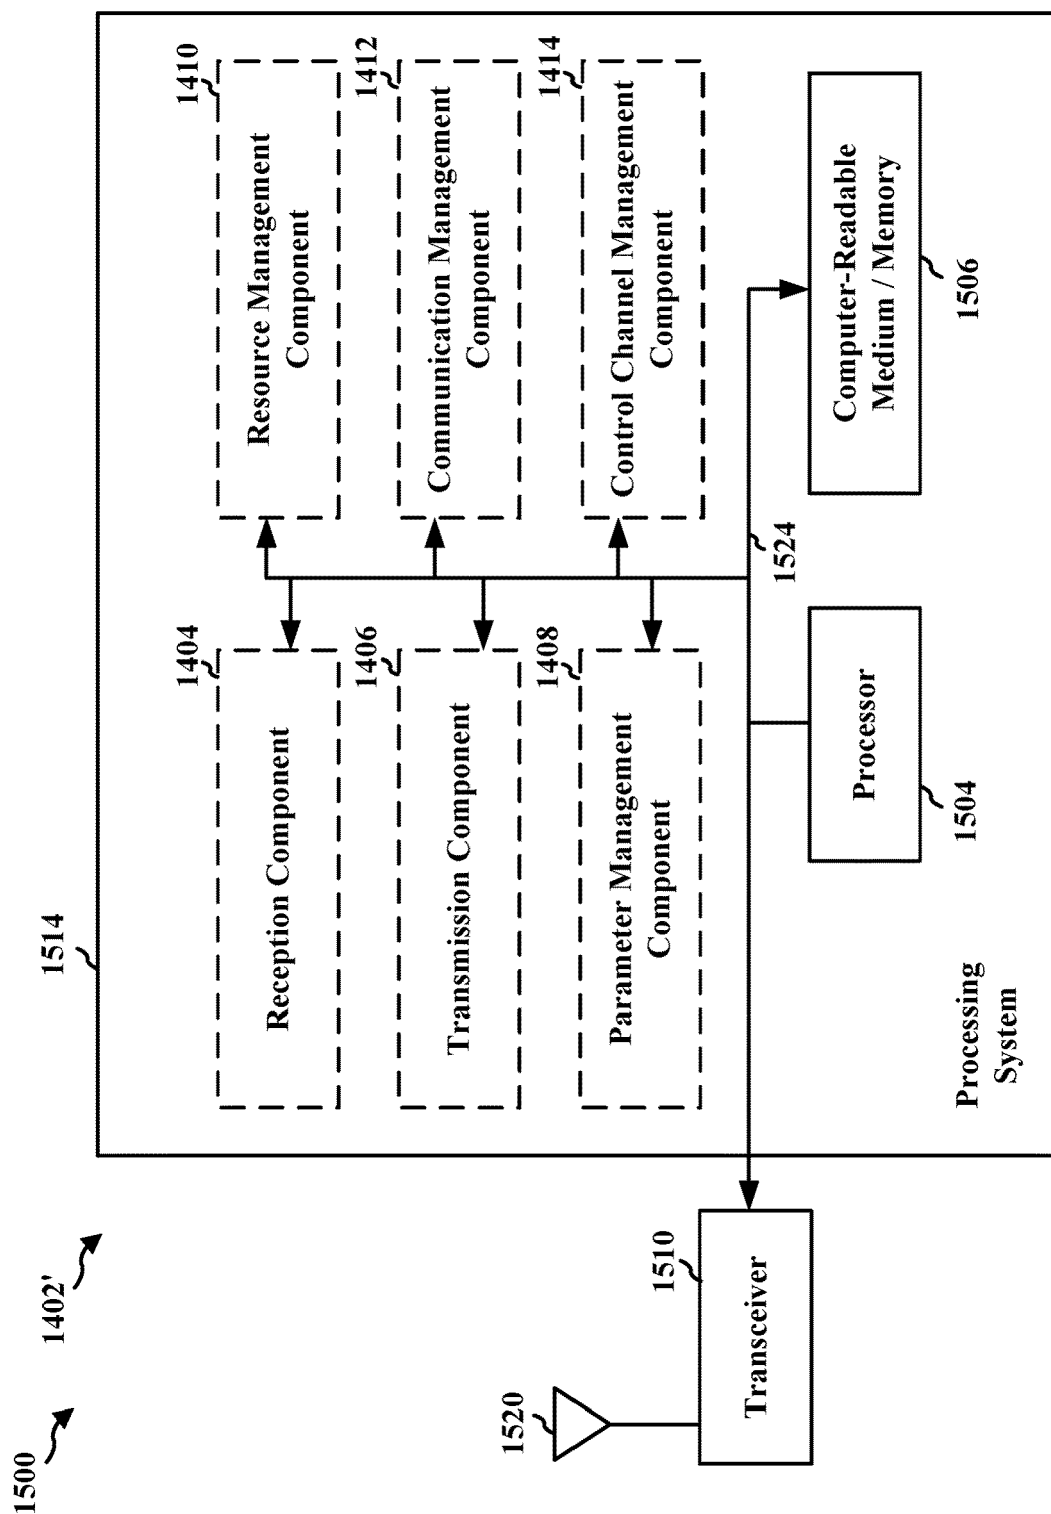 1500
1402'
1514
1404
Reception Component
1410
Resource Management
Component
1406
Transmission Component
1412
Communication Management
Component
1408
Parameter Management
Component
1414
Control Channel Management
Component
1524
1520
1510
Transceiver
Processor
1504
Computer-Readable
Medium / Memory
1506
Processing
System